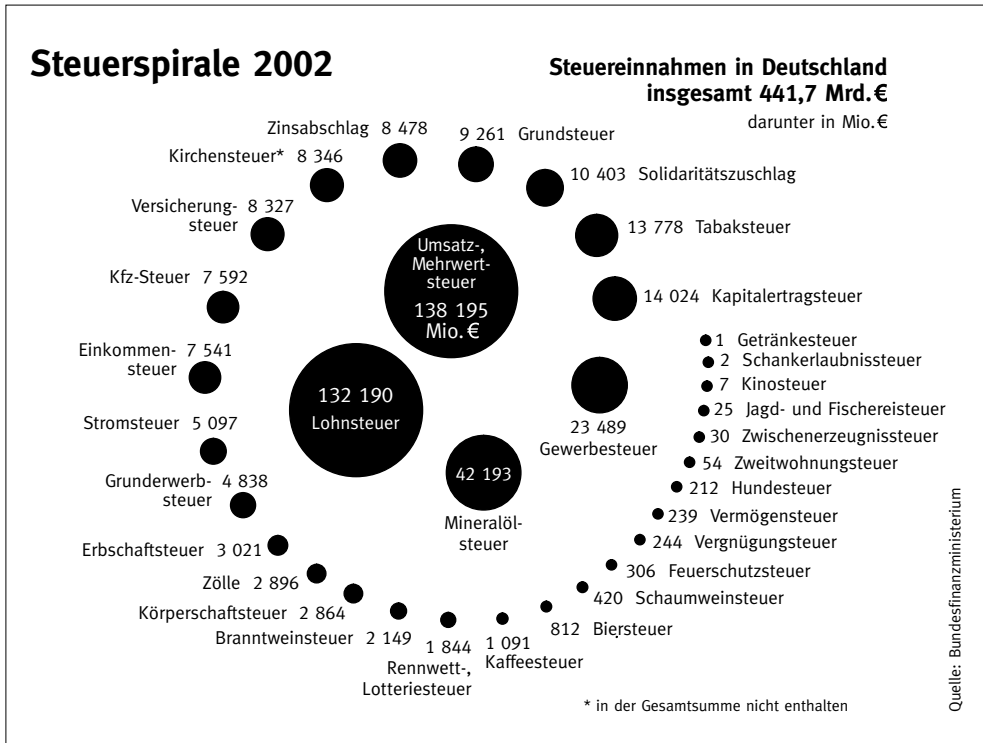 Steuerspirale 2002
Steuereinnahmen in Deutschland
insgesamt 441,7 Mrd.€
darunter in Mio.€
Umsatz-,
Mehrwert-
steuer
138 195
Mio.€
132 190
Lohnsteuer
42 193
Mineralöl-
steuer
23 489
Gewerbesteuer
14 024 Kapitalertragsteuer
13 778 Tabaksteuer
10 403 Solidaritätszuschlag
9 261 Grundsteuer
Zinsabschlag 8 478
Kirchensteuer* 8 346
Versicherung-
steuer 8 327
Kfz-Steuer 7 592
Einkommen-
steuer 7 541
Stromsteuer 5 097
Grunderwerb-
steuer 4 838
Erbschaftsteuer 3 021
Zölle 2 896
Körperschaftsteuer 2 864
Branntweinsteuer 2 149
1 844
Rennwett-,
Lotteriesteuer
1 091
Kaffeesteuer
812 Biersteuer
420 Schaumweinsteuer
306 Feuerschutzsteuer
244 Vergnügungsteuer
239 Vermögensteuer
212 Hundesteuer
54 Zweitwohnungsteuer
30 Zwischenerzeugnissteuer
25 Jagd- und Fischereisteuer
7 Kinosteuer
2 Schankerlaubnissteuer
1 Getränkesteuer
* in der Gesamtsumme nicht enthalten
Quelle: Bundesfinanzministerium